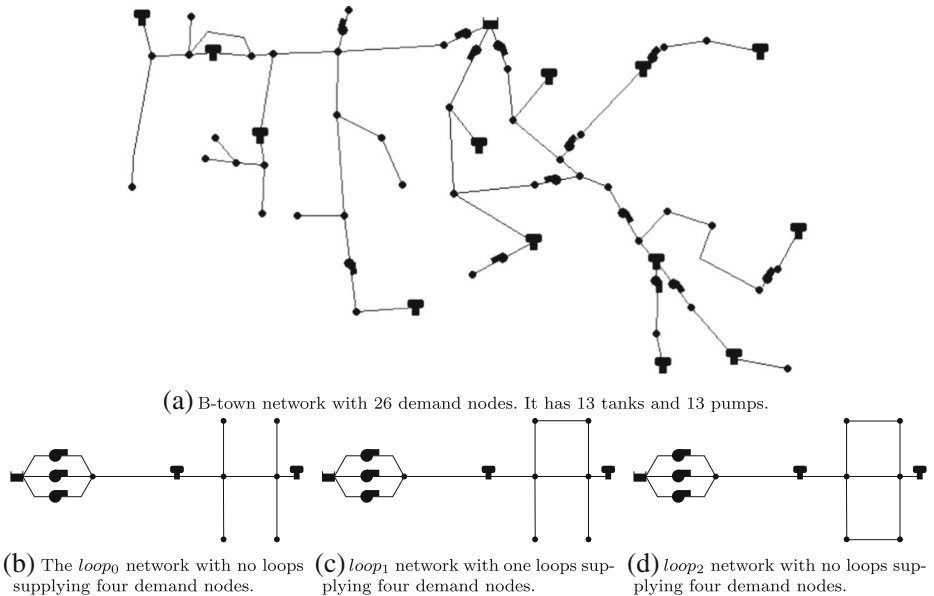 (a) B-town network with 26 demand nodes. It has 13 tanks and 13 pumps.
(b) The loop0 network with no loops
supplying four demand nodes.
(c) loop1 network with one loops sup-
plying four demand nodes.
(d) loop2 network with no loops sup-
plying four demand nodes.